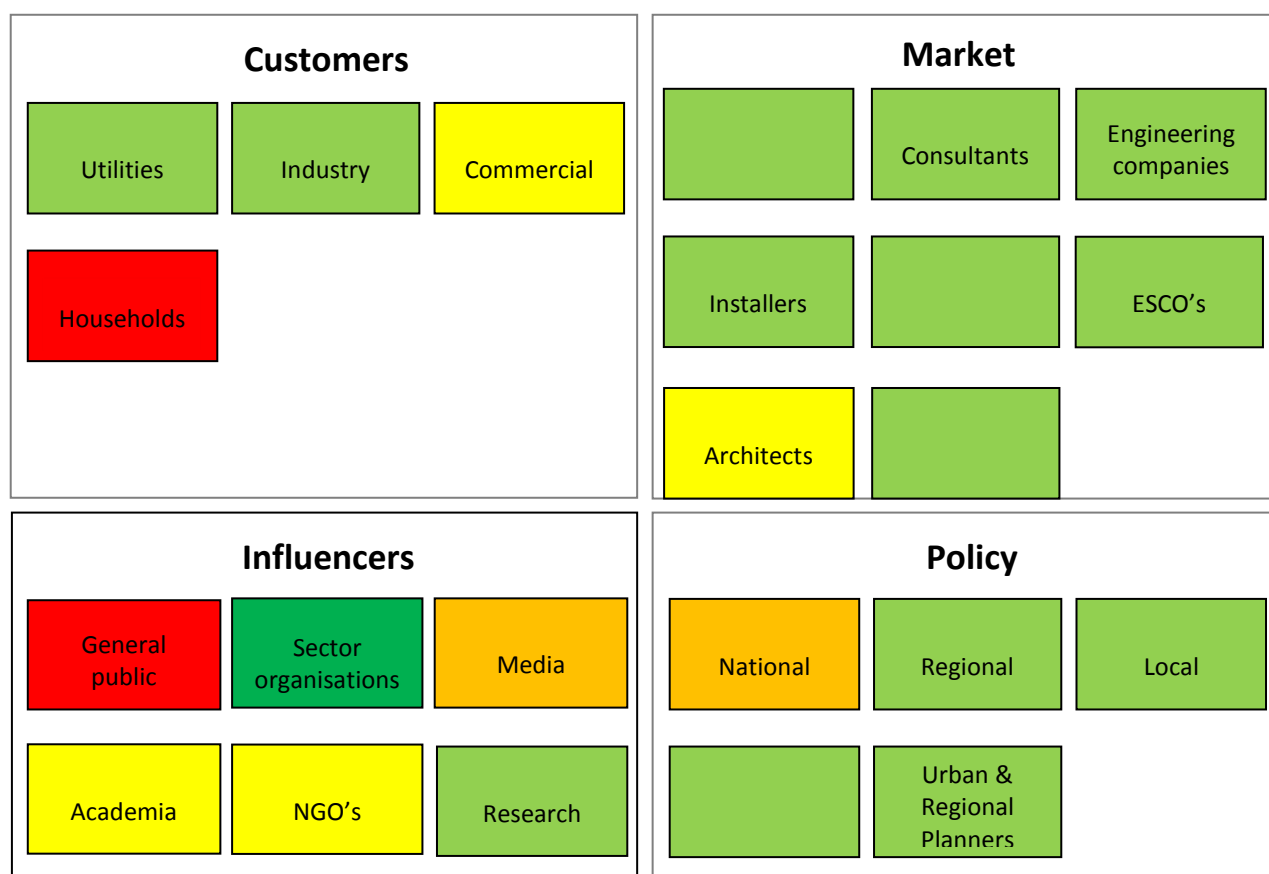 Customers
Utilities
Industry
Commercial
Households
Market
Consultants
Engineering
companies
Installers
ESCO’s
Architects
Influencers
General
public
Sector
organisations
Media
Academia
NGO’s
Research
Policy
National
Regional
Local
Urban &
Regional
Planners